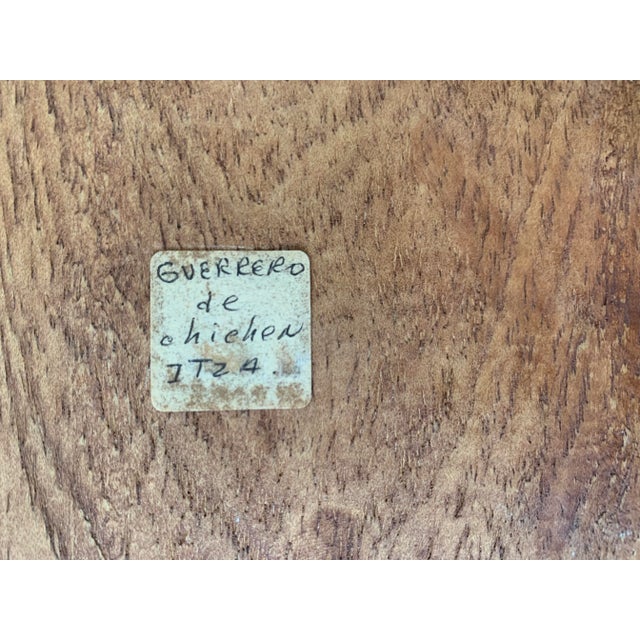 GUERRERO
de
chichen
ITZA.